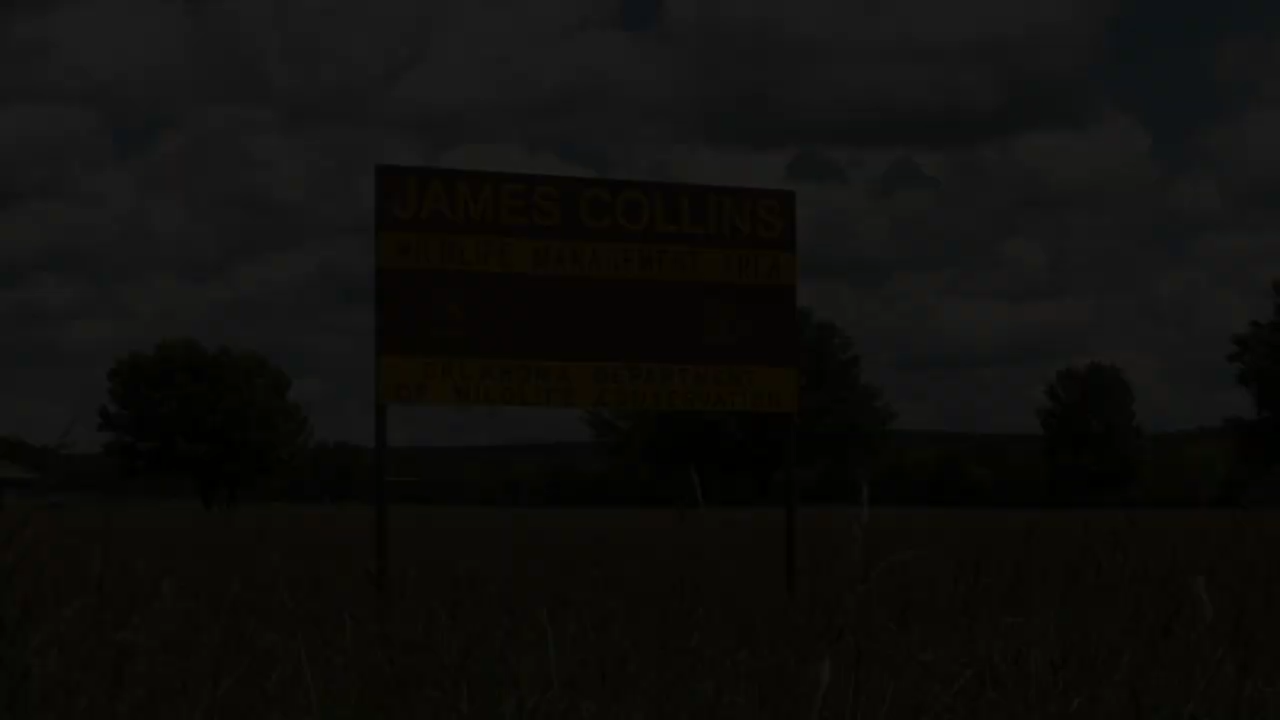 JAMES COLLINS
WILDLIFE MANAGEMENT AREA
OKLAHOMA DEPARTMENT
OF WILDLIFE CONSERVATION